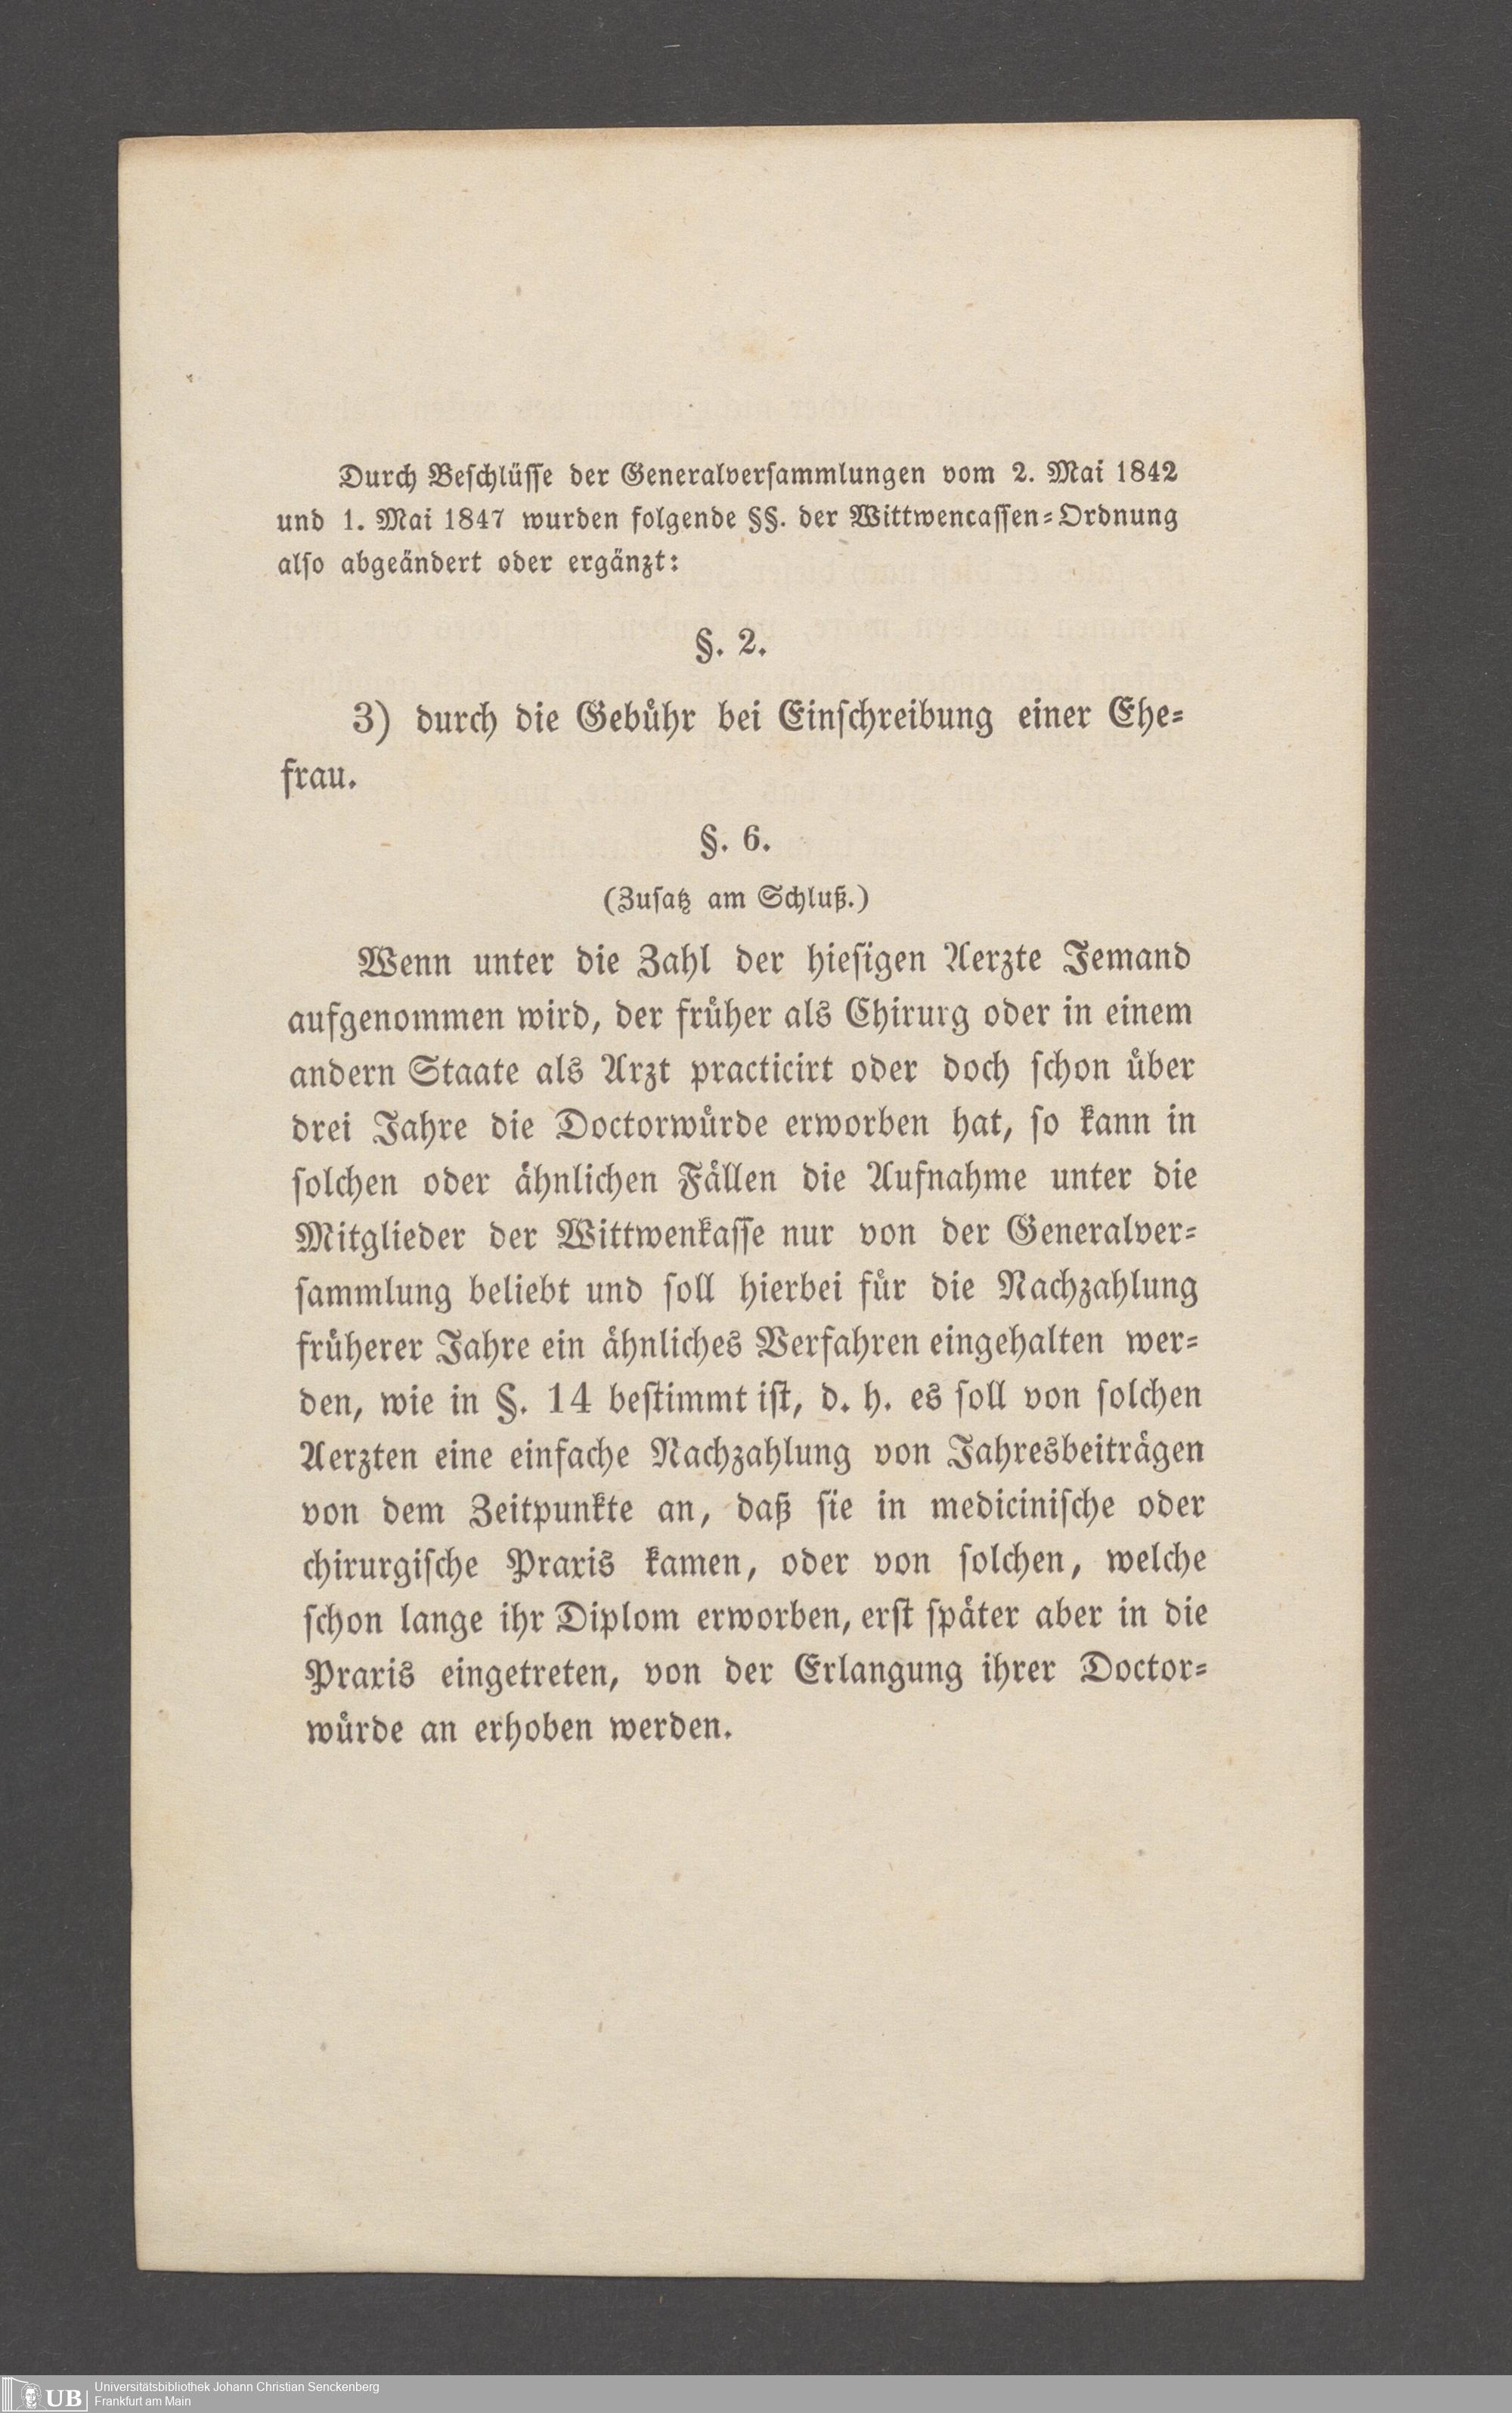 Durch Beschlüsse der Generalversammlungen vom 2. Mai 1842
und 1. Mai 1847 wurden folgende §§. der Wittwencassen-Ordnung
also abgeändert oder ergänzt:
§. 2.
3) durch die Gebühr bei Einschreibung einer Ehe-
frau.
§. 6.
(Zusatz am Schluß.)
Wenn unter die Zahl der hiesigen Aerzte Jemand
aufgenommen wird, der früher als Chirurg oder in einem
andern Staate als Arzt practicirt oder doch schon über
drei Jahre die Doctorwürde erworben hat, so kann in
solchen oder ähnlichen Fällen die Aufnahme unter die
Mitglieder der Wittwenkasse nur von der Generalver-
sammlung beliebt und soll hierbei für die Nachzahlung
früherer Jahre ein ähnliches Verfahren eingehalten wer-
den, wie in §. 14 bestimmt ist, d. h. es soll von solchen
Aerzten eine einfache Nachzahlung von Jahresbeiträgen
von dem Zeitpunkte an, daß sie in medicinische oder
chirurgische Praxis kamen, oder von solchen, welche
schon lange ihr Diplom erworben, erst später aber in die
Praxis eingetreten, von der Erlangung ihrer Doctor-
würde an erhoben werden.
UB
Universitätsbibliothek Johann Christian Senckenberg
Frankfurt am Main